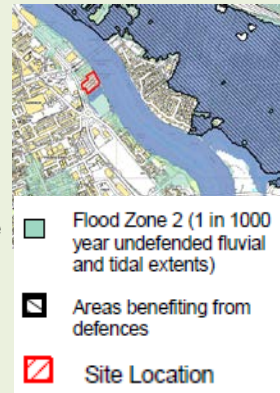 Flood Zone 2 (1 in 1000
year undefended fluvial
and tidal extents)
Areas benefiting from
defences
Site Location